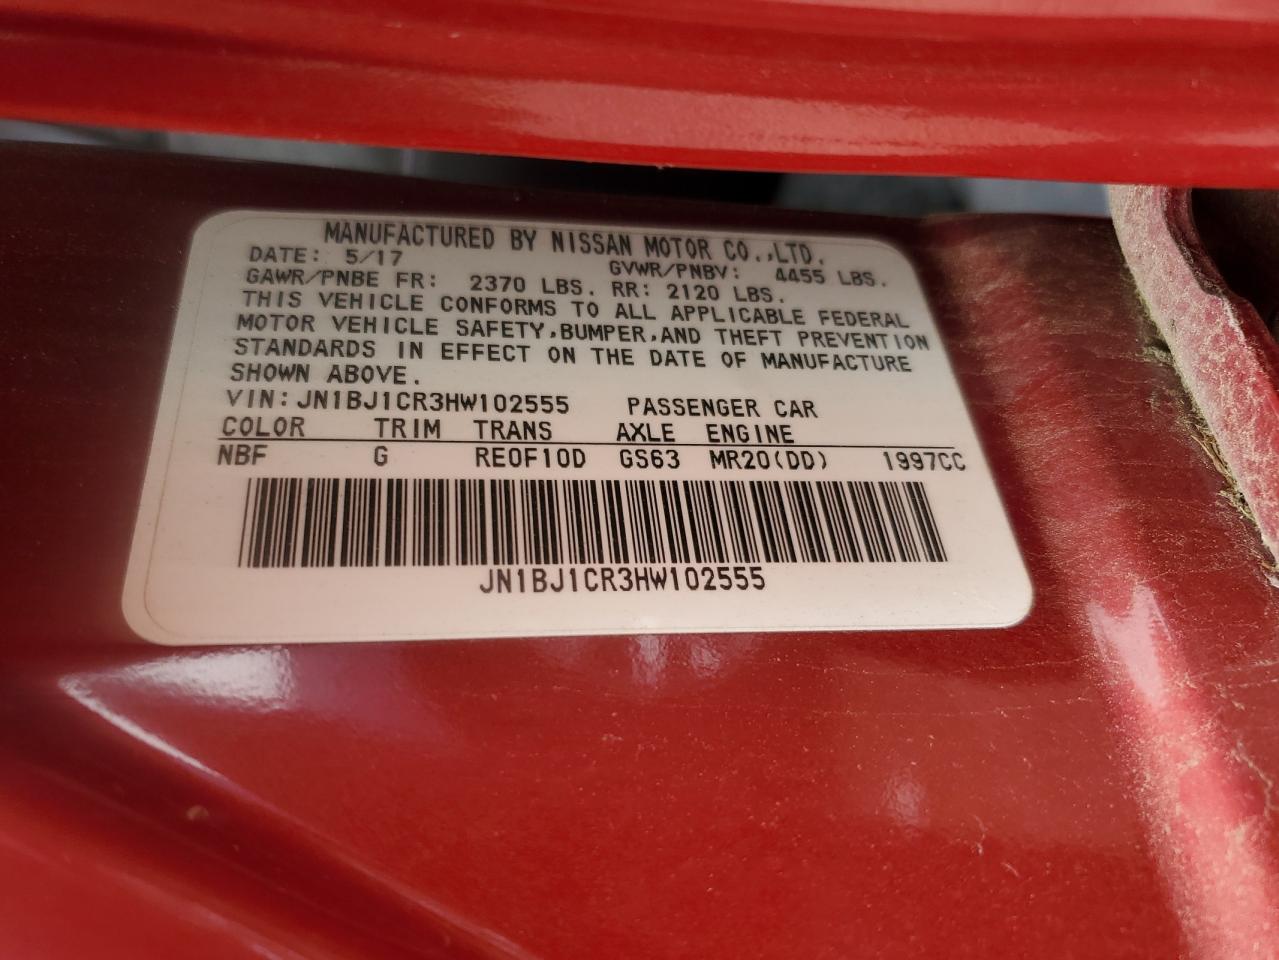 MANUFACTURED BY NISSAN MOTOR CO.,LTD.
DATE: 5/17 GVWR/PNBV: 4455 LBS.
GAWR/PNBE FR: 2370 LBS. RR: 2120 LBS.
THIS VEHICLE CONFORMS TO ALL APPLICABLE FEDERAL
MOTOR VEHICLE SAFETY,BUMPER,AND THEFT PREVENTION
STANDARDS IN EFFECT ON THE DATE OF MANUFACTURE
SHOWN ABOVE.
VIN:JN1BJ1CR3HW102555 PASSENGER CAR
COLOR TRIM TRANS AXLE ENGINE
NBF G RE0F10D GS63 MR20(DD) 1997CC
JN1BJ1CR3HW102555